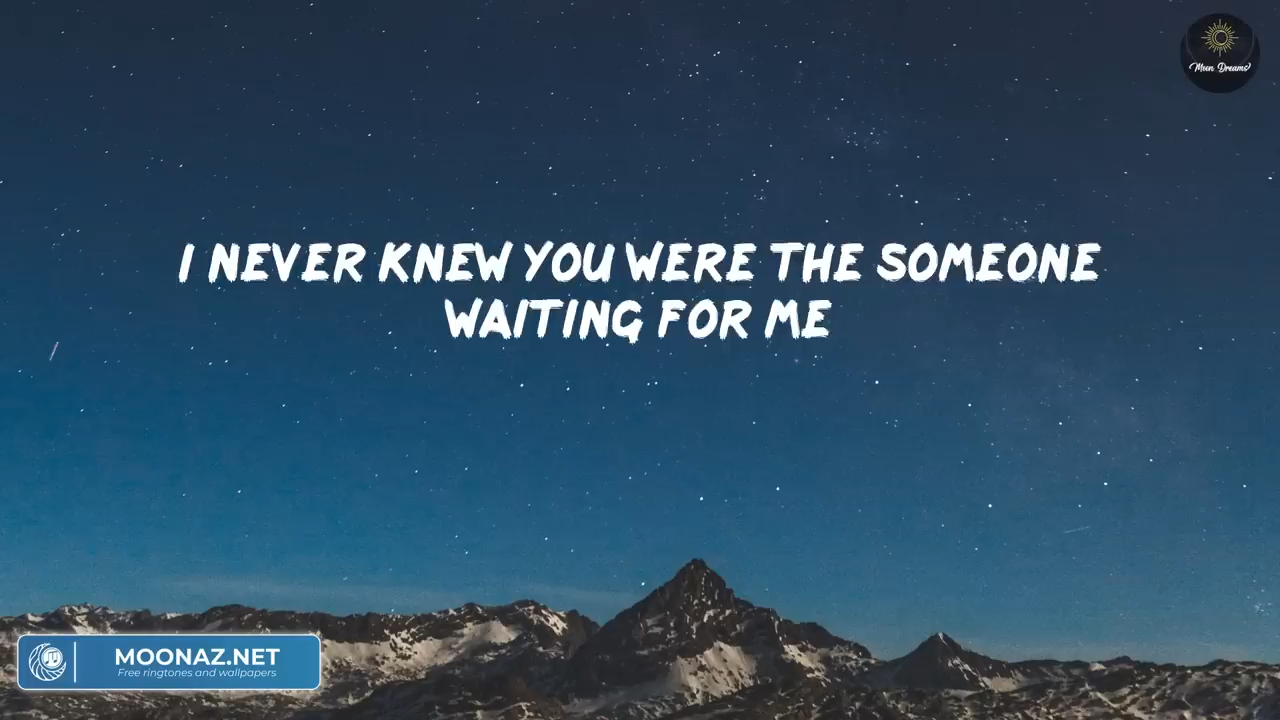 Moon Dreams
I NEVER KNEW YOU WERE THE SOMEONE
WAITING FOR ME
MOONAZ.NET
Free ringtones and wallpapers